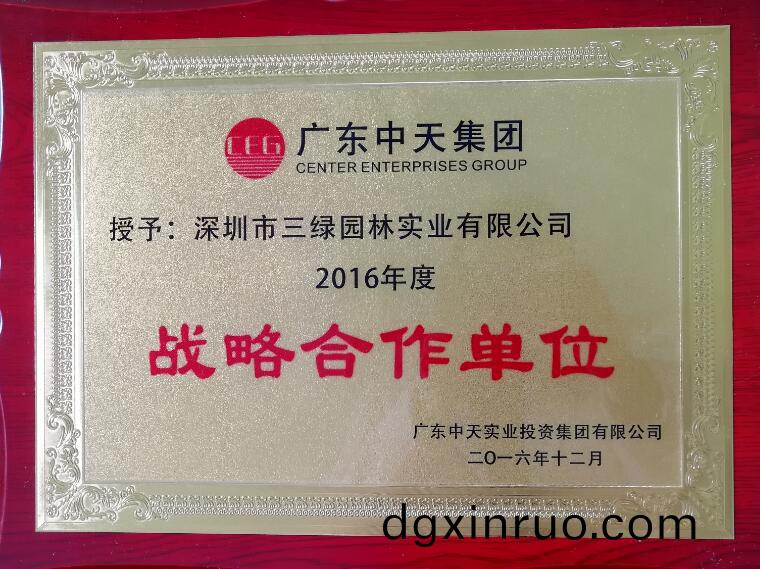 CEG 广东中天集团
CENTER ENTERPRISES GROUP
授予：深圳市三绿园林实业有限公司
2016年度
战略合作单位
广东中天实业投资集团有限公司
二〇一六年十二月
dgxinruo.com